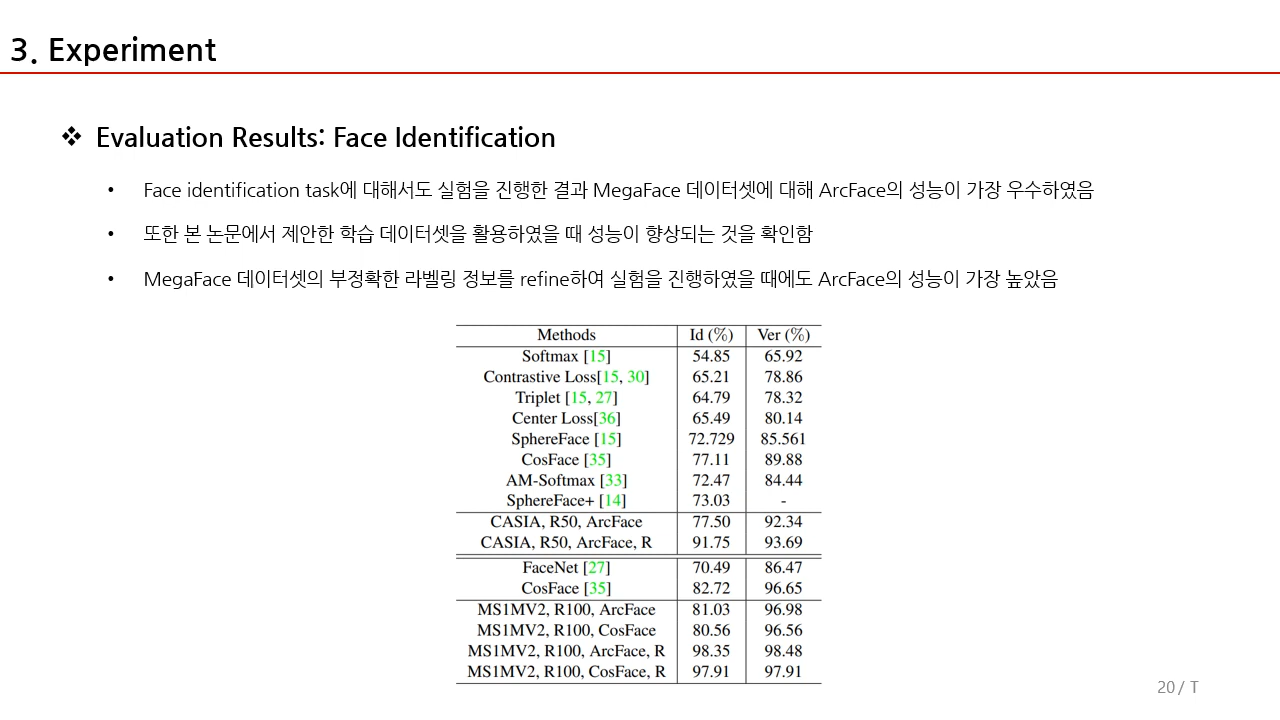 3. Experiment
❖ Evaluation Results: Face Identification
• Face identification task에 대해서도 실험을 진행한 결과 MegaFace 데이터셋에 대해 ArcFace의 성능이 가장 우수하였음
• 또한 본 논문에서 제안한 학습 데이터셋을 활용하였을 때 성능이 향상되는 것을 확인함
• MegaFace 데이터셋의 부정확한 라벨링 정보를 refine하여 실험을 진행하였을 때에도 ArcFace의 성능이 가장 높았음
Methods Id (%) Ver (%)
Softmax [15] 54.85 65.92
Contrastive Loss[15, 30] 65.21 78.86
Triplet [15, 27] 64.79 78.32
Center Loss[36] 65.49 80.14
SphereFace [15] 72.729 85.561
CosFace [35] 77.11 89.88
AM-Softmax [33] 72.47 84.44
SphereFace+ [14] 73.03 -
CASIA, R50, ArcFace 77.50 92.34
CASIA, R50, ArcFace, R 91.75 93.69
FaceNet [27] 70.49 86.47
CosFace [35] 82.72 96.65
MS1MV2, R100, ArcFace 81.03 96.98
MS1MV2, R100, CosFace 80.56 96.56
MS1MV2, R100, ArcFace, R 98.35 98.48
MS1MV2, R100, CosFace, R 97.91 97.91
20 / T